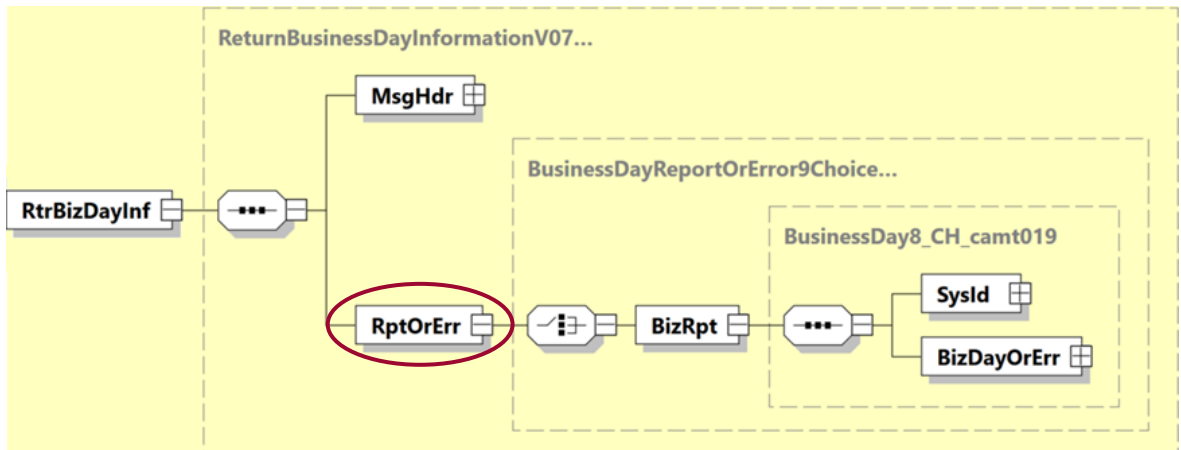 ReturnBusinessDayInformationV07...
MsgHdr
BusinessDayReportOrError9Choice...
RtrBizDayInf
BusinessDay8_CH_camt019
SysId
RptOrErr
BizRpt
BizDayOrErr